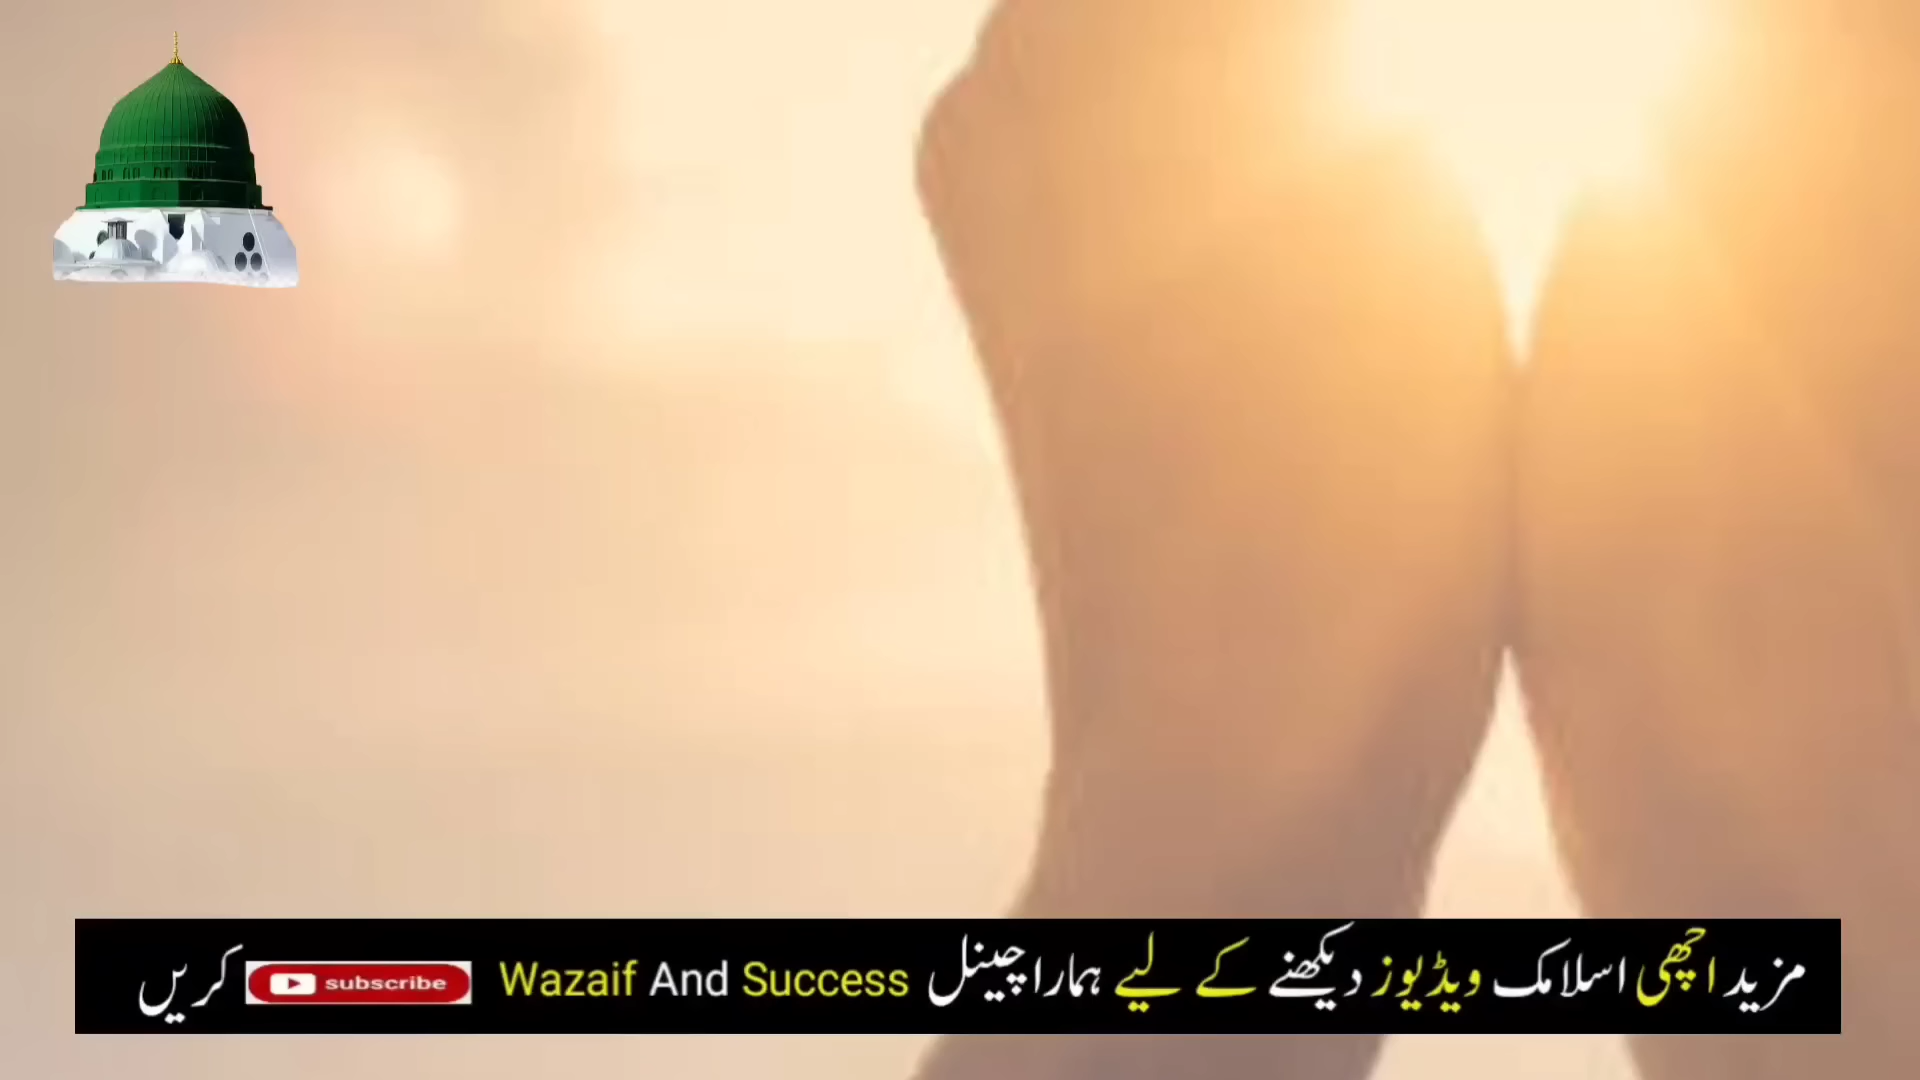 مزید اچھی اسلامک ویڈیوز دیکھنے کے لیے ہمارا چینل Wazaif And Success subscribe کریں